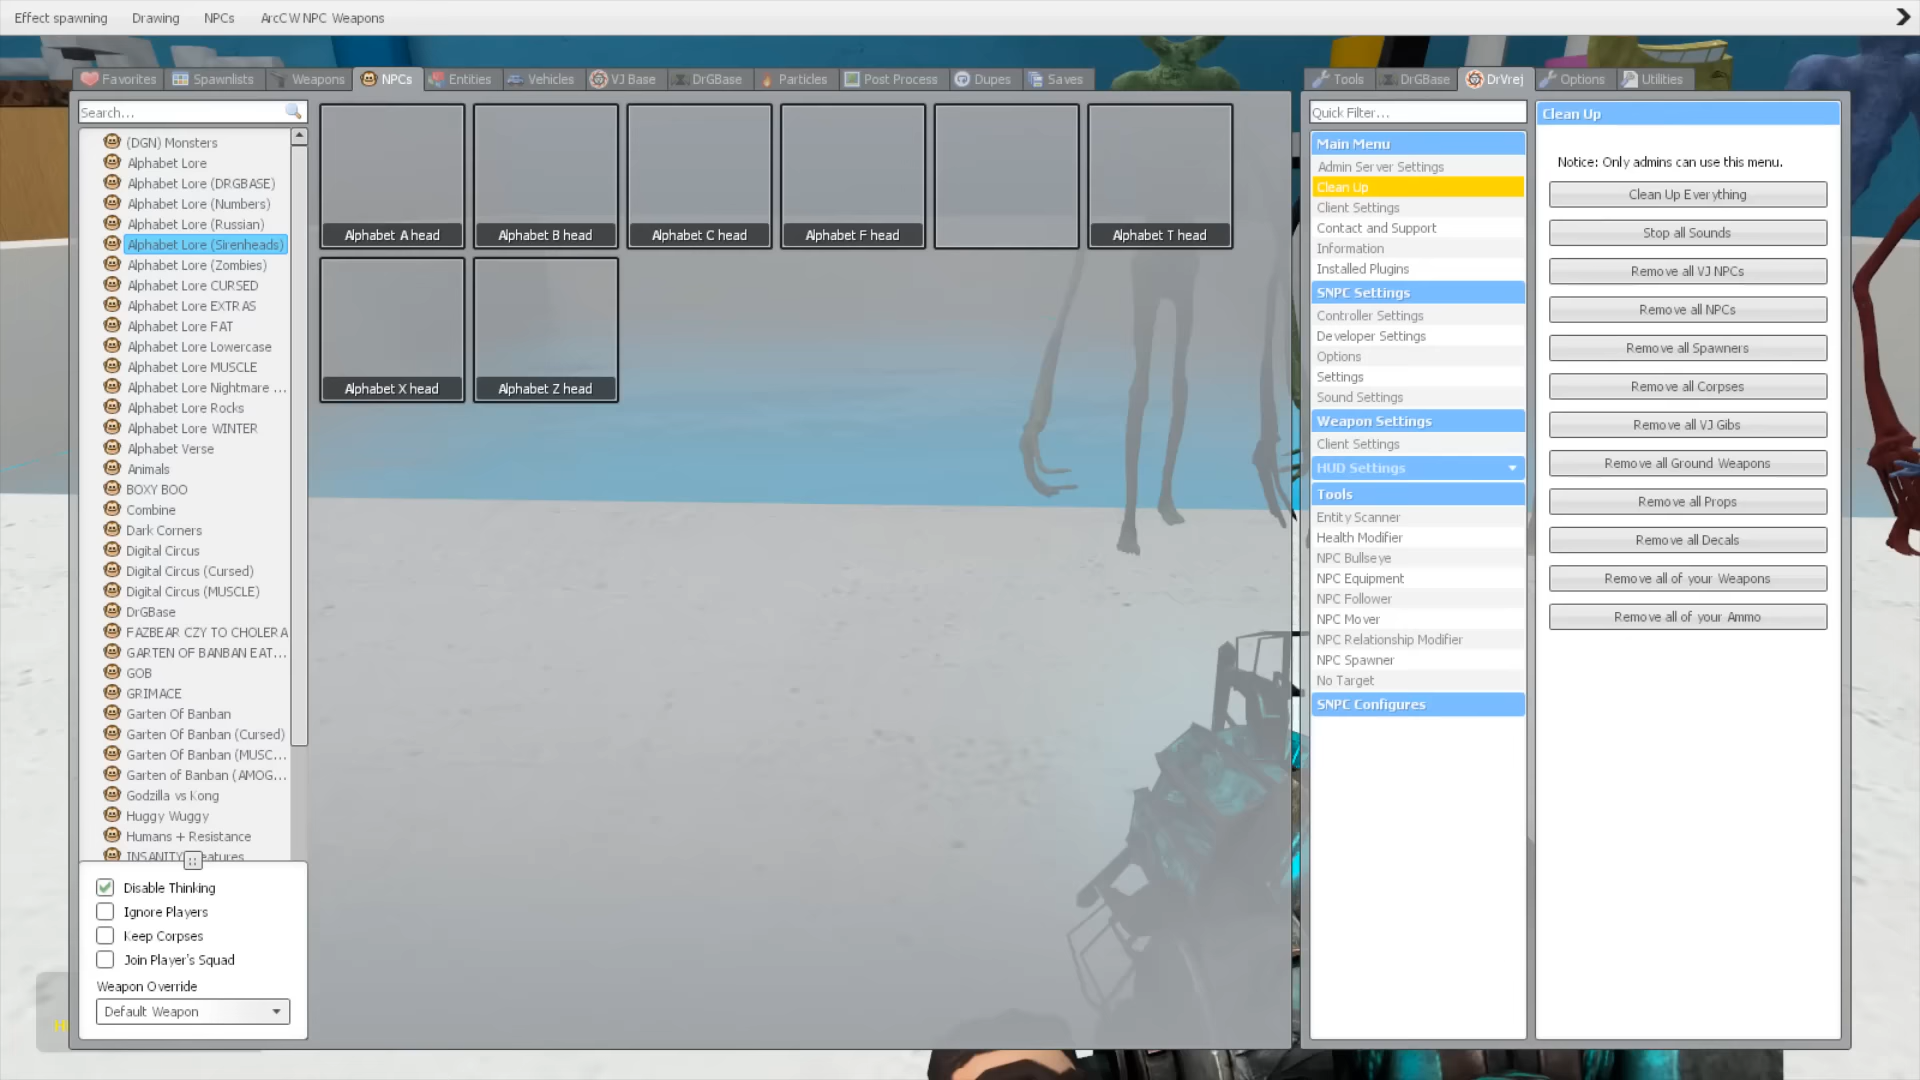 Effect spawning Drawing NPCs ArcCW NPC Weapons
Favorites Spawnlists Weapons NPCs Entities Vehicles VJ Base DrGBase Particles Post Process Dupes Saves
Search...
(DGN) Monsters
Alphabet Lore
Alphabet Lore (DRGBASE)
Alphabet Lore (Numbers)
Alphabet Lore (Russian)
Alphabet Lore (Sirenheads)
Alphabet Lore (Zombies)
Alphabet Lore CURSED
Alphabet Lore EXTRAS
Alphabet Lore FAT
Alphabet Lore Lowercase
Alphabet Lore MUSCLE
Alphabet Lore Nightmare ...
Alphabet Lore Rocks
Alphabet Lore WINTER
Alphabet Verse
Animals
BOXY BOO
Combine
Dark Corners
Digital Circus
Digital Circus (Cursed)
Digital Circus (MUSCLE)
DrGBase
FAZBEAR CZY TO CHOLERA
GARTEN OF BANBAN EAT...
GOB
GRIMACE
Garten Of Banban
Garten Of Banban (Cursed)
Garten Of Banban (MUSC...
Garten of Banban (AMOG...
Godzilla vs Kong
Huggy Wuggy
Humans + Resistance
Disable Thinking
Ignore Players
Keep Corpses
Join Player's Squad
Weapon Override
Default Weapon
Alphabet A head
Alphabet B head
Alphabet C head
Alphabet F head
Alphabet T head
Alphabet X head
Alphabet Z head
Tools DrGBase DrVrej Options Utilities
Quick Filter...
Main Menu
Admin Server Settings
Clean Up
Client Settings
Contact and Support
Information
Installed Plugins
SNPC Settings
Controller Settings
Developer Settings
Options
Settings
Sound Settings
Weapon Settings
Client Settings
HUD Settings
Tools
Entity Scanner
Health Modifier
NPC Bullseye
NPC Equipment
NPC Follower
NPC Mover
NPC Relationship Modifier
NPC Spawner
No Target
SNPC Configures
Clean Up
Notice: Only admins can use this menu.
Clean Up Everything
Stop all Sounds
Remove all VJ NPCs
Remove all NPCs
Remove all Spawners
Remove all Corpses
Remove all VJ Gibs
Remove all Ground Weapons
Remove all Props
Remove all Decals
Remove all of your Weapons
Remove all of your Ammo